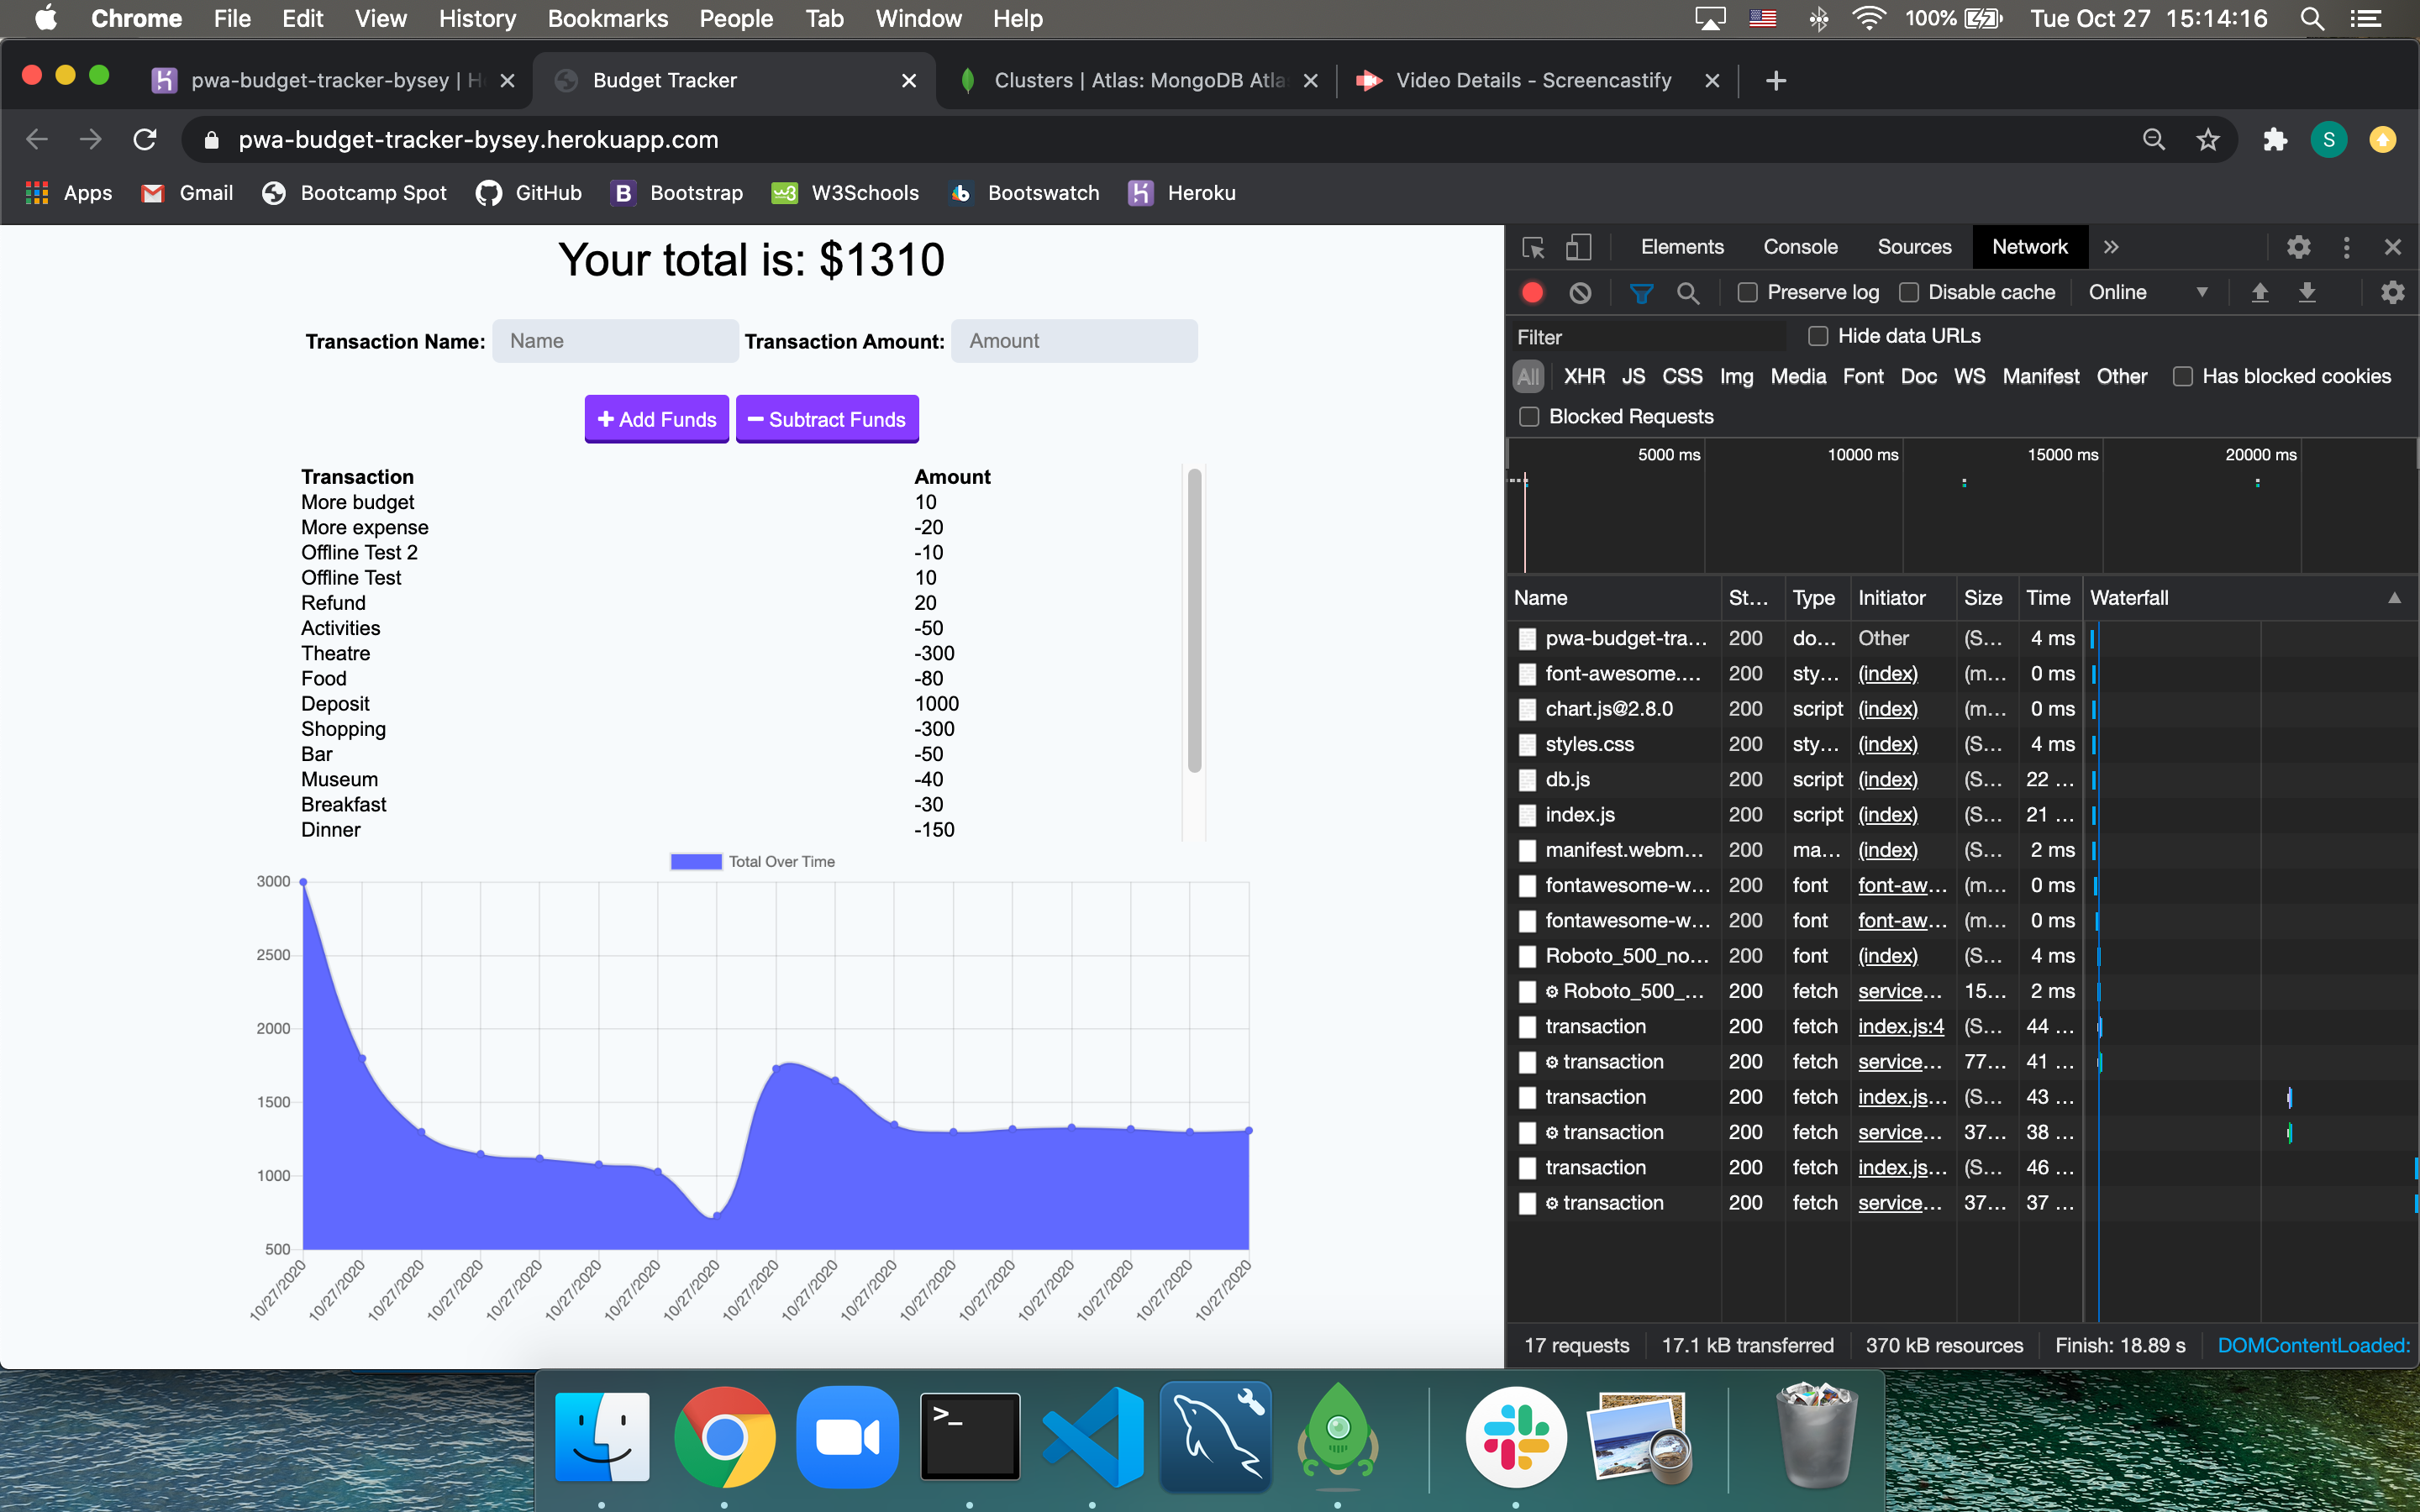 Chrome File Edit View History Bookmarks People Tab Window Help 100% Tue Oct 27 15:14:16
pwa-budget-tracker-bysey | H Budget Tracker Clusters | Atlas: MongoDB Atla Video Details - Screencastify
pwa-budget-tracker-bysey.herokuapp.com S
Apps Gmail Bootcamp Spot GitHub B Bootstrap W3Schools Bootswatch Heroku
Your total is: $1310
Transaction Name: Name Transaction Amount: Amount
Add Funds Subtract Funds
Transaction Amount
More budget 10
More expense -20
Offline Test 2 -10
Offline Test 10
Refund 20
Activities -50
Theatre -300
Food -80
Deposit 1000
Shopping -300
Bar -50
Museum -40
Breakfast -30
Dinner -150
Total Over Time
3000
2500
2000
1500
1000
500
10/27/2020 10/27/2020 10/27/2020 10/27/2020 10/27/2020 10/27/2020 10/27/2020 10/27/2020 10/27/2020 10/27/2020 10/27/2020 10/27/2020 10/27/2020 10/27/2020 10/27/2020 10/27/2020 10/27/2020
Elements Console Sources Network »
Preserve log Disable cache Online
Filter Hide data URLs
All XHR JS CSS Img Media Font Doc WS Manifest Other Has blocked cookies
Blocked Requests
5000 ms 10000 ms 15000 ms 20000 ms
Name St... Type Initiator Size Time Waterfall
pwa-budget-tra... 200 do... Other (S... 4 ms
font-awesome.... 200 sty... (index) (m... 0 ms
chart.js@2.8.0 200 script (index) (m... 0 ms
styles.css 200 sty... (index) (S... 4 ms
db.js 200 script (index) (S... 22 ...
index.js 200 script (index) (S... 21 ...
manifest.webm... 200 ma... (index) (S... 2 ms
fontawesome-w... 200 font font-aw... (m... 0 ms
fontawesome-w... 200 font font-aw... (m... 0 ms
Roboto_500_no... 200 font (index) (S... 4 ms
Roboto_500_... 200 fetch service... 15... 2 ms
transaction 200 fetch index.js:4 (S... 44 ...
transaction 200 fetch service... 77... 41 ...
transaction 200 fetch index.js... (S... 43 ...
transaction 200 fetch service... 37... 38 ...
transaction 200 fetch index.js... (S... 46 ...
transaction 200 fetch service... 37... 37 ...
17 requests 17.1 kB transferred 370 kB resources Finish: 18.89 s DOMContentLoaded:
>_